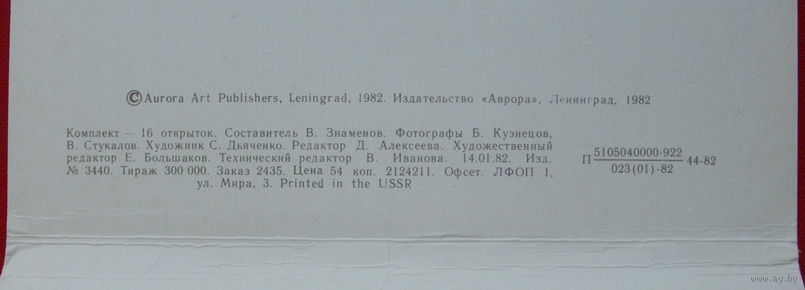 © Aurora Art Publishers, Leningrad, 1982. Издательство «Аврора», Ленинград, 1982
Комплект — 16 открыток. Составитель В. Знаменов. Фотографы Б. Кузнецов,
В. Стукалов. Художник С. Дьяченко. Редактор Д. Алексеева. Художественный
редактор Е. Большаков. Технический редактор В. Иванова. 14.01.82. Изд.
№ 3440. Тираж 300 000. Заказ 2435. Цена 54 коп. 2124211. Офсет. ЛФОП 1,
ул. Мира, 3. Printed in the USSR
П 5105040000-922 44-82
023(01)-82
www.ay.by